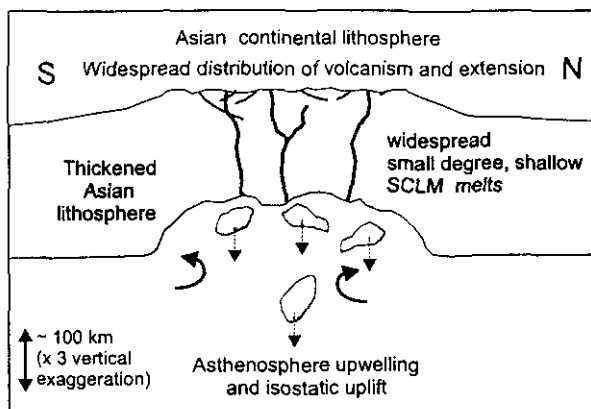 Asian continental lithosphere
S Widespread distribution of volcanism and extension N
Thickened
Asian
lithosphere
widespread
small degree, shallow
SCLM melts
~ 100 km
(x 3 vertical
exaggeration)
Asthenosphere upwelling
and isostatic uplift